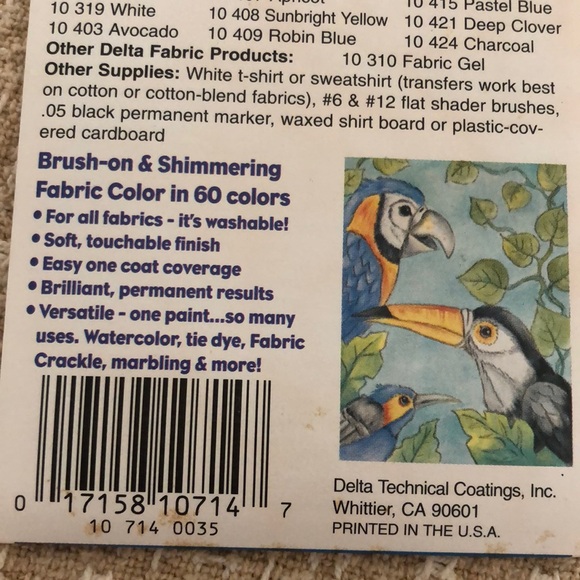 10 415 Pastel Blue
10 319 White
10 408 Sunbright Yellow
10 421 Deep Clover
10 403 Avocado
10 409 Robin Blue
10 424 Charcoal
Other Delta Fabric Products:
10 310 Fabric Gel
Other Supplies: White t-shirt or sweatshirt (transfers work best
on cotton or cotton-blend fabrics), #6 & #12 flat shader brushes,
.05 black permanent marker, waxed shirt board or plastic-cov-
ered cardboard
Brush-on & Shimmering
Fabric Color in 60 colors
• For all fabrics - it's washable!
• Soft, touchable finish
• Easy one coat coverage
• Brilliant, permanent results
• Versatile - one paint...so many
uses. Watercolor, tie dye, Fabric
Crackle, marbling & more!
0 17158 10714 7
10 714 0035
Delta Technical Coatings, Inc.
Whittier, CA 90601
PRINTED IN THE U.S.A.